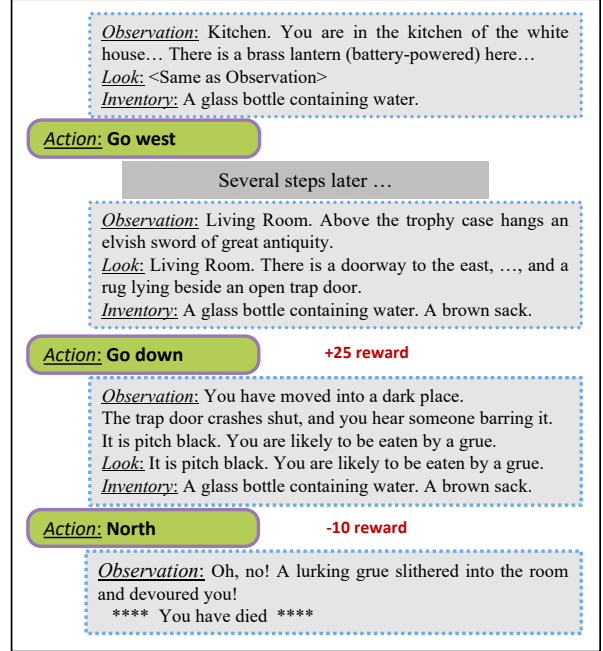 Observation: Kitchen. You are in the kitchen of the white
house… There is a brass lantern (battery-powered) here…
Look: <Same as Observation>
Inventory: A glass bottle containing water.
Action: Go west
Several steps later …
Observation: Living Room. Above the trophy case hangs an
elvish sword of great antiquity.
Look: Living Room. There is a doorway to the east, …, and a
rug lying beside an open trap door.
Inventory: A glass bottle containing water. A brown sack.
Action: Go down
+25 reward
Observation: You have moved into a dark place.
The trap door crashes shut, and you hear someone barring it.
It is pitch black. You are likely to be eaten by a grue.
Look: It is pitch black. You are likely to be eaten by a grue.
Inventory: A glass bottle containing water. A brown sack.
Action: North
-10 reward
Observation: Oh, no! A lurking grue slithered into the room
and devoured you!
**** You have died ****